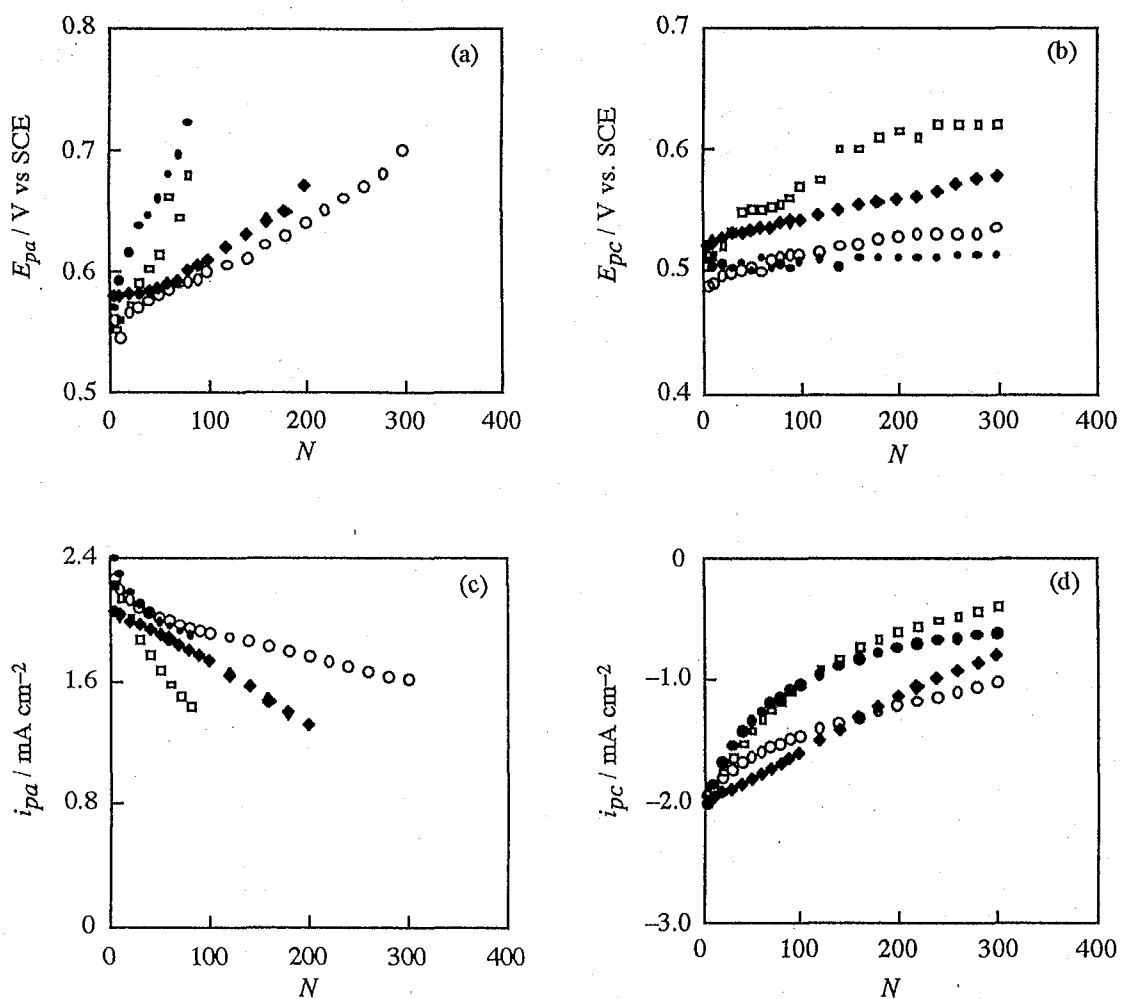 (a)
E_pa / V vs SCE
0.8
0.7
0.6
0.5
0 100 200 300 400
N
(b)
E_pc / V vs. SCE
0.7
0.6
0.5
0.4
0 100 200 300 400
N
(c)
i_pa / mA cm⁻²
2.4
1.6
0.8
0
0 100 200 300 400
N
(d)
i_pc / mA cm⁻²
0
–1.0
–2.0
–3.0
0 100 200 300 400
N